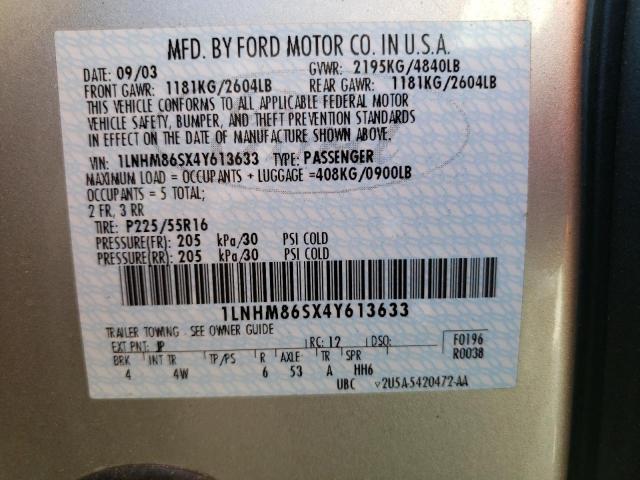 MFD. BY FORD MOTOR CO. IN U.S.A.
DATE: 09/03 GVWR: 2195KG/4840LB
FRONT GAWR: 1181KG/2604LB REAR GAWR: 1181KG/2604LB
THIS VEHICLE CONFORMS TO ALL APPLICABLE FEDERAL MOTOR
VEHICLE SAFETY, BUMPER, AND THEFT PREVENTION STANDARDS
IN EFFECT ON THE DATE OF MANUFACTURE SHOWN ABOVE.
VIN: 1LNHM86SX4Y613633 TYPE: PASSENGER
MAXIMUM LOAD = OCCUPANTS + LUGGAGE =408KG/0900LB
OCCUPANTS = 5 TOTAL;
2 FR, 3 RR
TIRE: P225/55R16
PRESSURE(FR): 205 kPa/30 PSI COLD
PRESSURE(RR): 205 kPa/30 PSI COLD
1LNHM86SX4Y613633
TRAILER TOWING - SEE OWNER GUIDE
EXT PNT: JP RC: 12 DSO: F0196
BRK INT TR TP/PS R AXLE TR SPR R0038
4 4W 6 53 A HH6
UBC v2U5A-5420472-AA